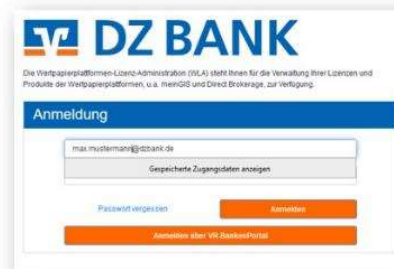 DZ BANK
Die Wertpapierplattformen-Lizenz-Administration (WLA) steht Ihnen für die Verwaltung Ihrer Lizenzen und
Produkte der Wertpapierplattformen, u.a. meinGIS und Direct Brokerage, zur Verfügung.
Anmeldung
max.mustermann@dzbank.de
Gespeicherte Zugangsdaten anzeigen
Passwort vergessen
Anmelden
Anmelden über VR-BankenPortal